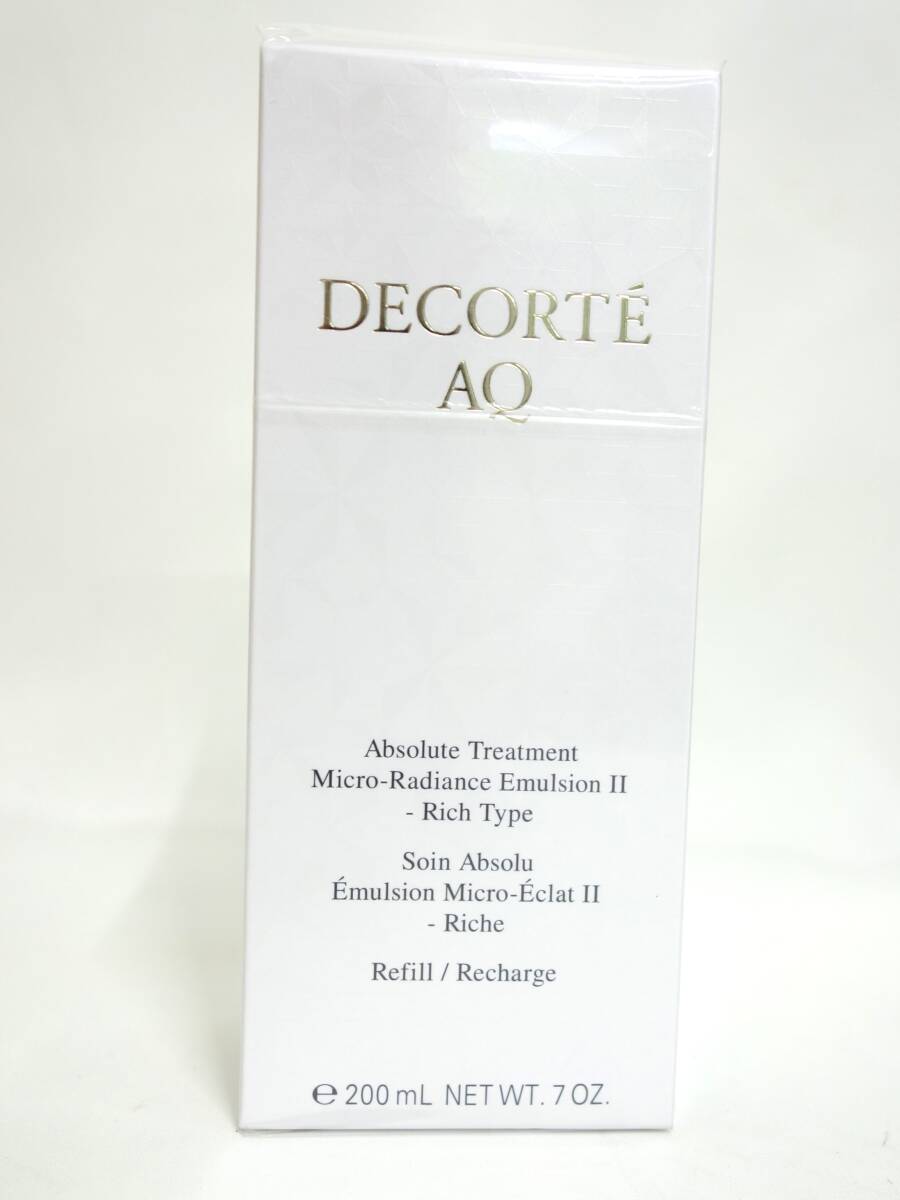 DECORTÉ
AQ
Absolute Treatment
Micro-Radiance Emulsion II
- Rich Type
Soin Absolu
Émulsion Micro-Éclat II
- Riche
Refill / Recharge
℮ 200 mL NET WT. 7 OZ.